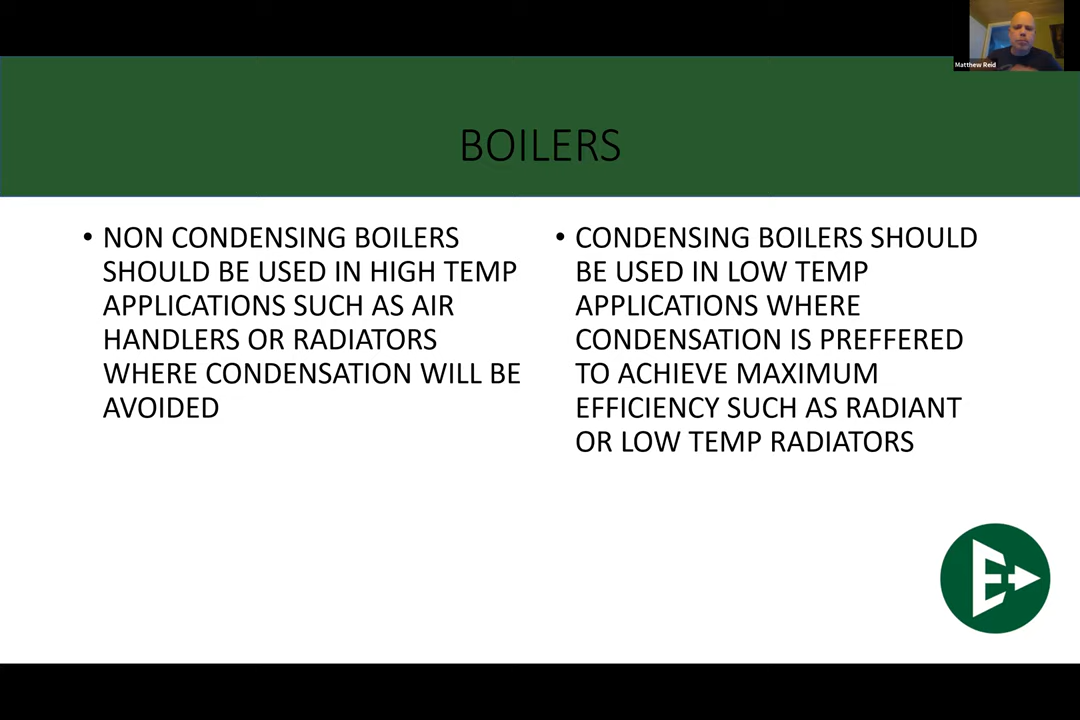 Matthew Reid
BOILERS
• NON CONDENSING BOILERS
SHOULD BE USED IN HIGH TEMP
APPLICATIONS SUCH AS AIR
HANDLERS OR RADIATORS
WHERE CONDENSATION WILL BE
AVOIDED
• CONDENSING BOILERS SHOULD
BE USED IN LOW TEMP
APPLICATIONS WHERE
CONDENSATION IS PREFFERED
TO ACHIEVE MAXIMUM
EFFICIENCY SUCH AS RADIANT
OR LOW TEMP RADIATORS
E